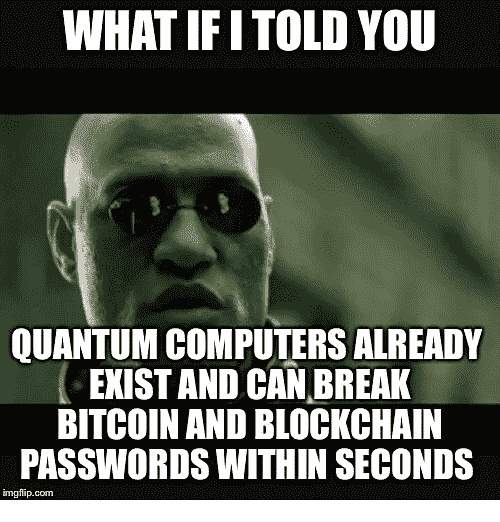 WHAT IF I TOLD YOU
QUANTUM COMPUTERS ALREADY
EXIST AND CAN BREAK
BITCOIN AND BLOCKCHAIN
PASSWORDS WITHIN SECONDS
imgflip.com